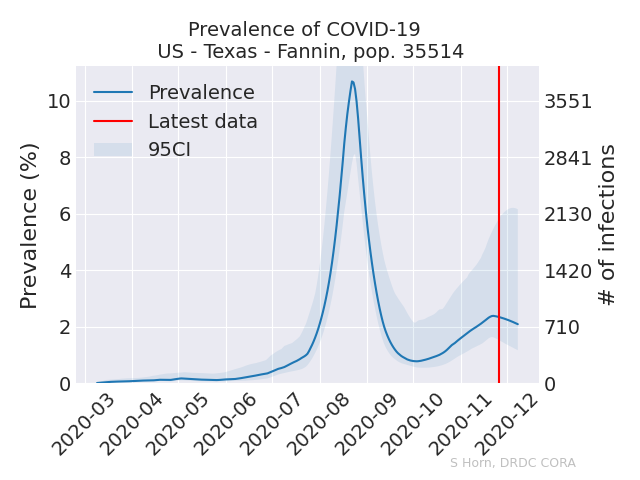 Prevalence of COVID-19
US - Texas - Fannin, pop. 35514
Prevalence
Latest data
95CI
Prevalence (%)
10
8
6
4
2
0
3551
2841
2130
1420
710
0
# of infections
2020-03
2020-04
2020-05
2020-06
2020-07
2020-08
2020-09
2020-10
2020-11
2020-12
S Horn, DRDC CORA